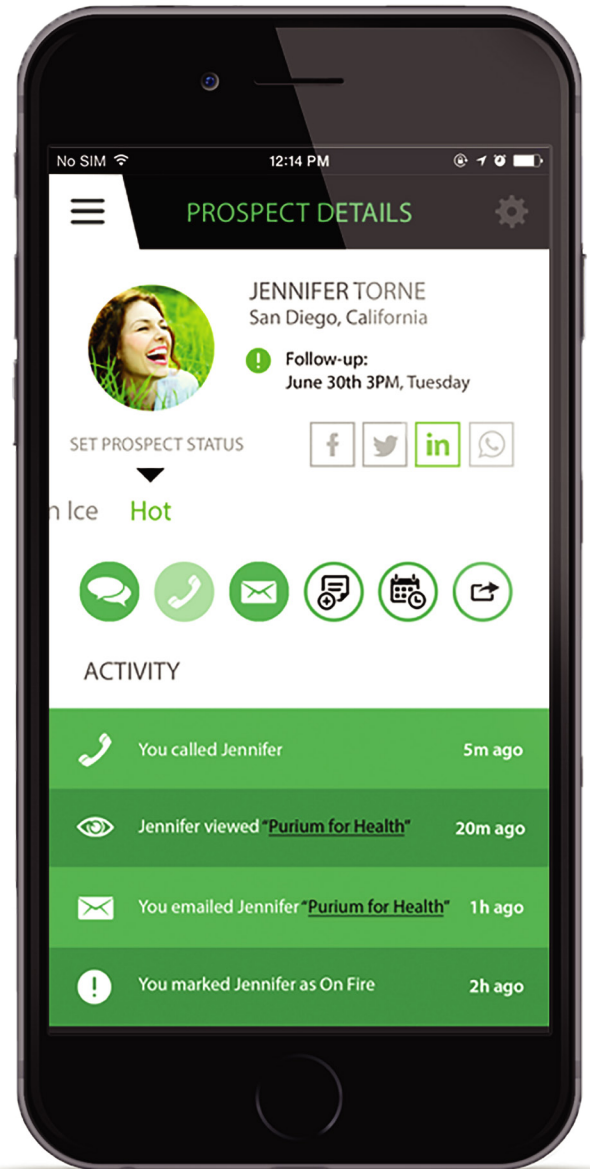 No SIM 12:14 PM
PROSPECT DETAILS
JENNIFER TORNE
San Diego, California
Follow-up:
June 30th 3PM, Tuesday
SET PROSPECT STATUS
f in
n Ice Hot
ACTIVITY
You called Jennifer 5m ago
Jennifer viewed “Purium for Health” 20m ago
You emailed Jennifer “Purium for Health” 1h ago
You marked Jennifer as On Fire 2h ago